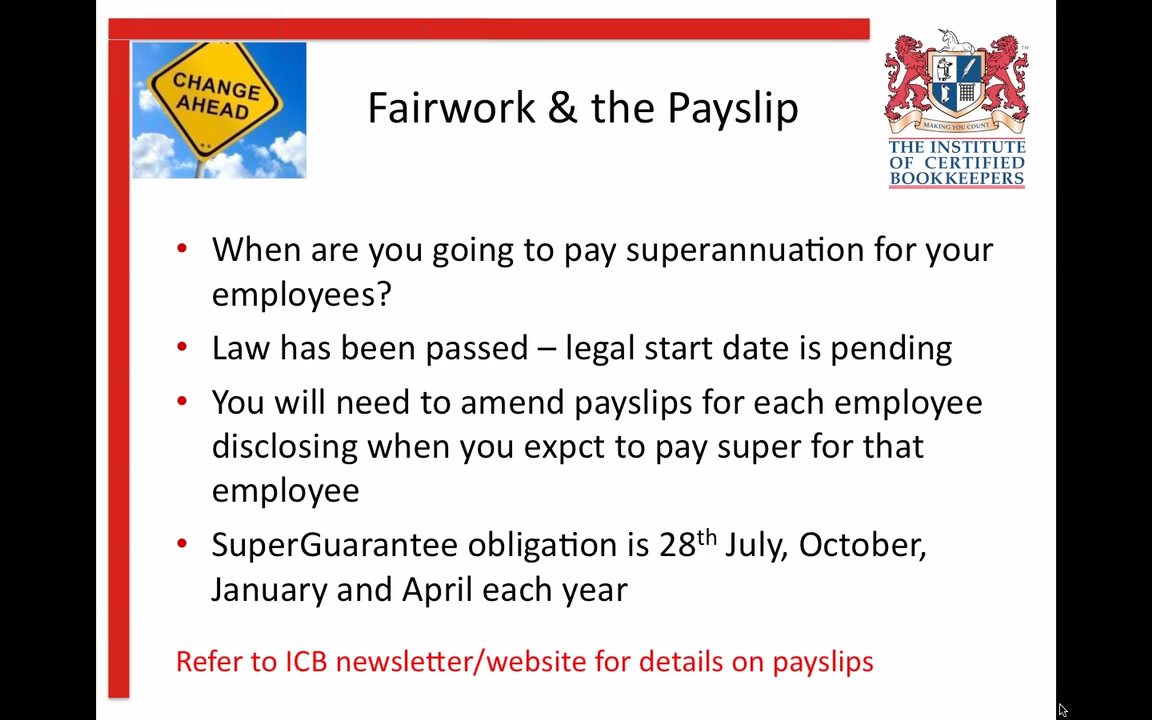 CHANGE
AHEAD
Fairwork & the Payslip
MAKING YOU COUNT
TM
THE INSTITUTE
OF CERTIFIED
BOOKKEEPERS
• When are you going to pay superannuation for your
employees?
• Law has been passed – legal start date is pending
• You will need to amend payslips for each employee
disclosing when you expct to pay super for that
employee
• SuperGuarantee obligation is 28th July, October,
January and April each year
Refer to ICB newsletter/website for details on payslips